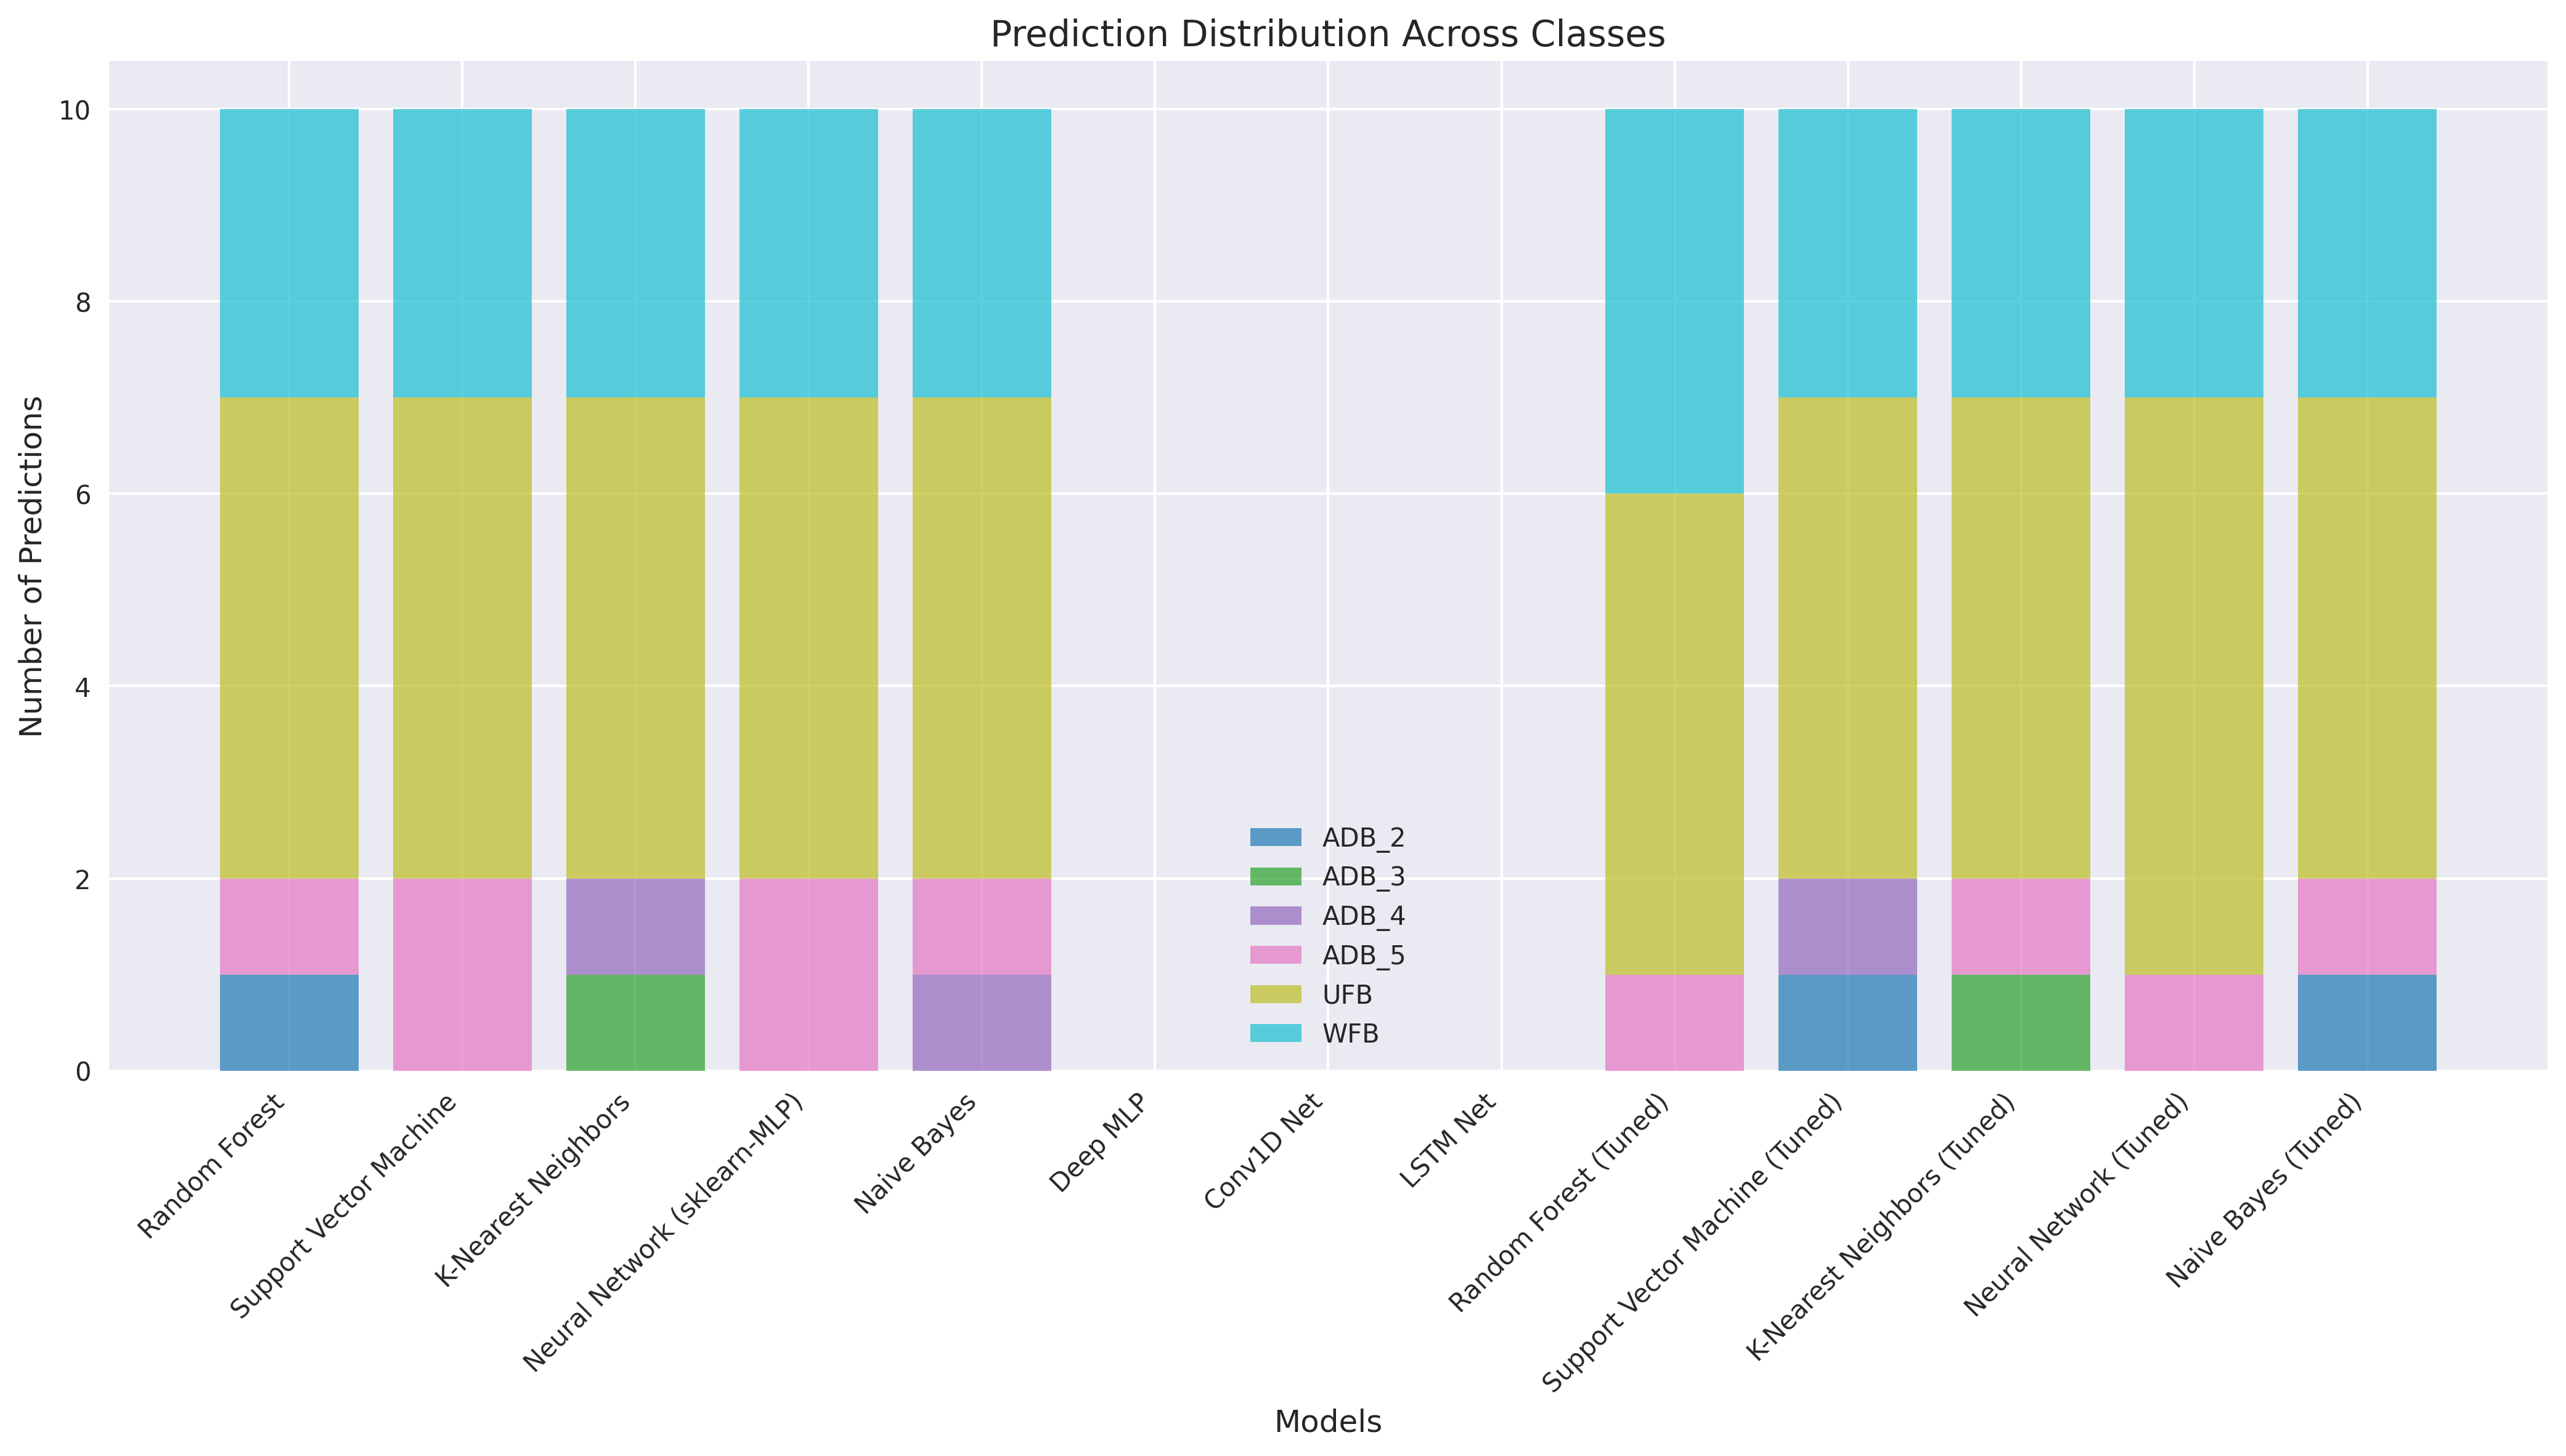 Prediction Distribution Across Classes
Number of Predictions
10
8
6
4
2
0
ADB_2
ADB_3
ADB_4
ADB_5
UFB
WFB
Random Forest
Support Vector Machine
K-Nearest Neighbors
Neural Network (sklearn-MLP)
Naive Bayes
Deep MLP
Conv1D Net
LSTM Net
Random Forest (Tuned)
Support Vector Machine (Tuned)
K-Nearest Neighbors (Tuned)
Neural Network (Tuned)
Naive Bayes (Tuned)
Models